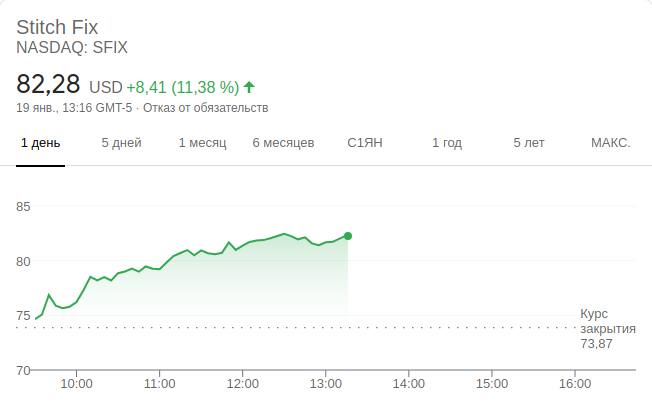 Stitch Fix
NASDAQ: SFIX
82,28 USD +8,41 (11,38 %)
19 янв., 13:16 GMT-5 · Отказ от обязательств
1 день 5 дней 1 месяц 6 месяцев С1ЯН 1 год 5 лет МАКС.
85
80
75
Курс
закрытия
73,87
70
10:00 11:00 12:00 13:00 14:00 15:00 16:00